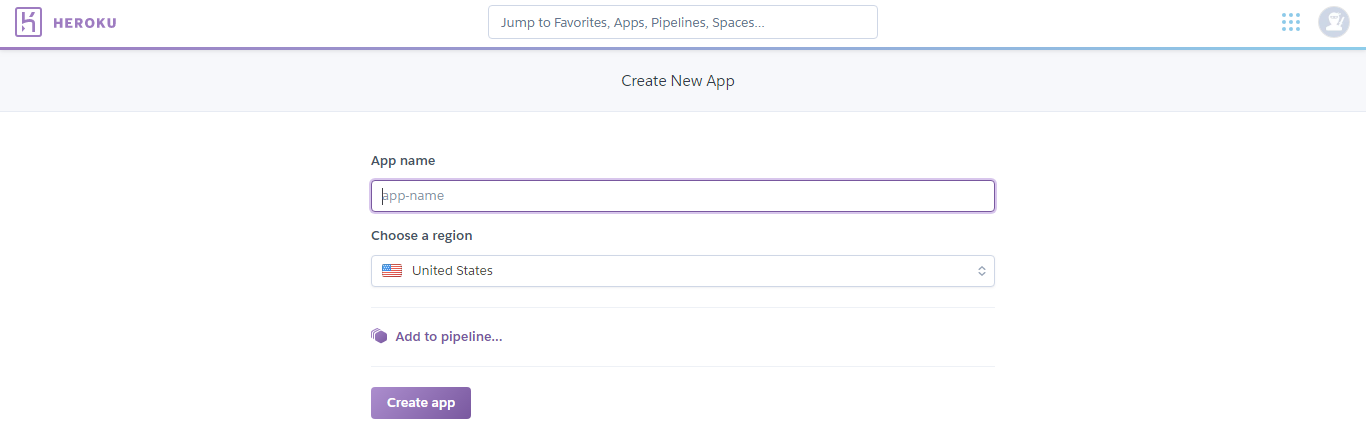 HEROKU
Jump to Favorites, Apps, Pipelines, Spaces...
Create New App
App name
app-name
Choose a region
United States
Add to pipeline...
Create app